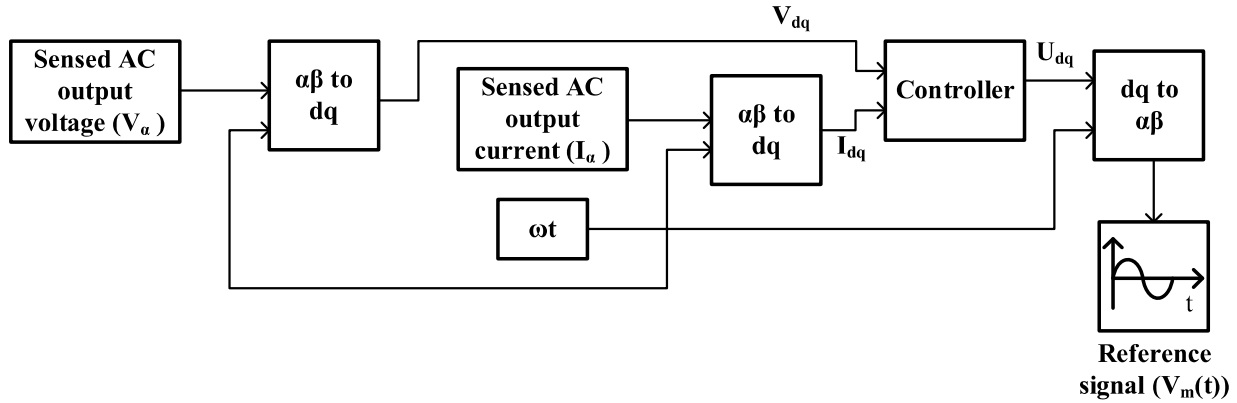 V_dq
Sensed AC
output
voltage (V_α )
αβ to
dq
Sensed AC
output
current (I_α )
αβ to
dq
I_dq
Controller
U_dq
dq to
αβ
ωt
t
Reference
signal (V_m(t))